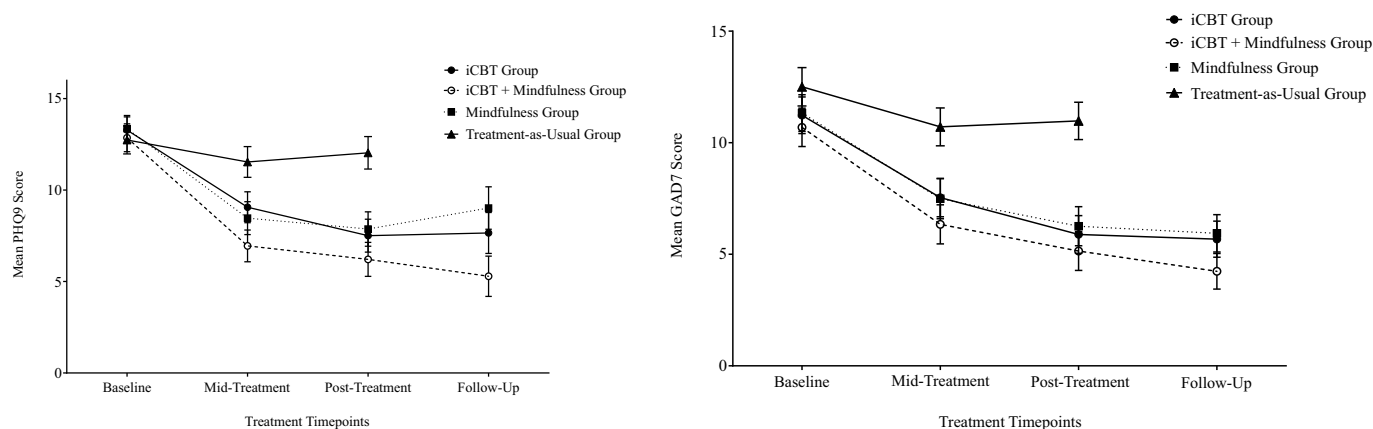 iCBT Group
iCBT + Mindfulness Group
Mindfulness Group
Treatment-as-Usual Group
15
10
5
0
Mean PHQ9 Score
Baseline
Mid-Treatment
Post-Treatment
Follow-Up
Treatment Timepoints
iCBT Group
iCBT + Mindfulness Group
Mindfulness Group
Treatment-as-Usual Group
15
10
5
0
Mean GAD7 Score
Baseline
Mid-Treatment
Post-Treatment
Follow-Up
Treatment Timepoints